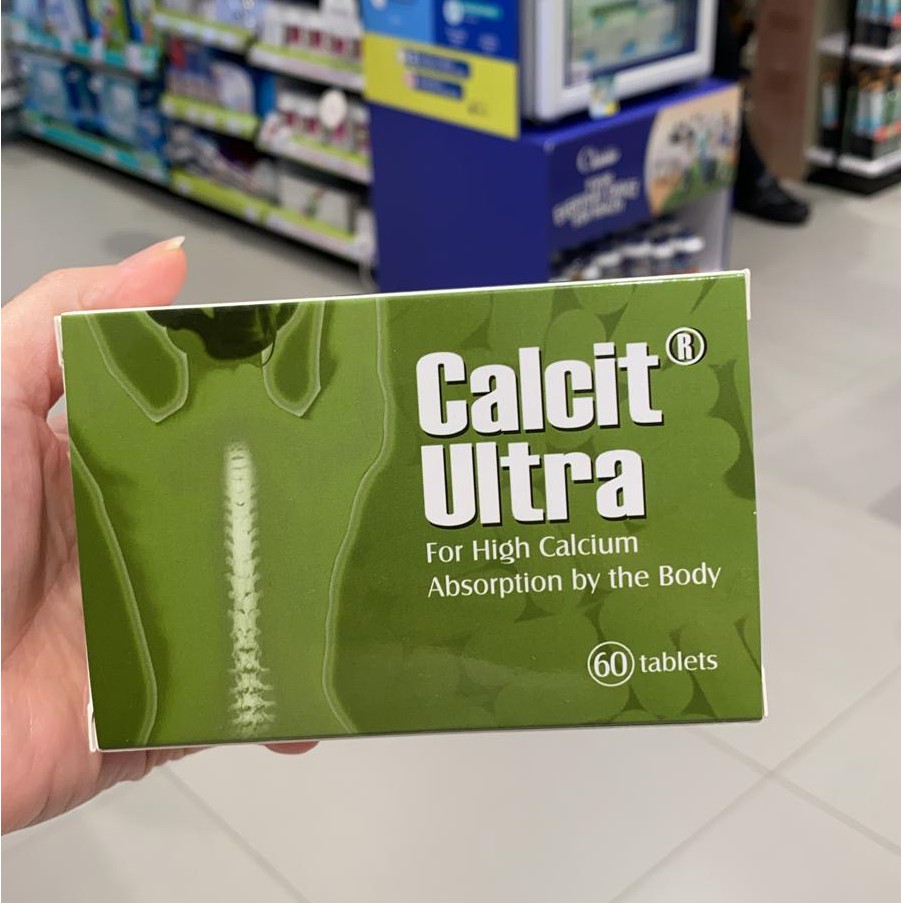 Calcit®
Ultra
For High Calcium
Absorption by the Body
60 tablets